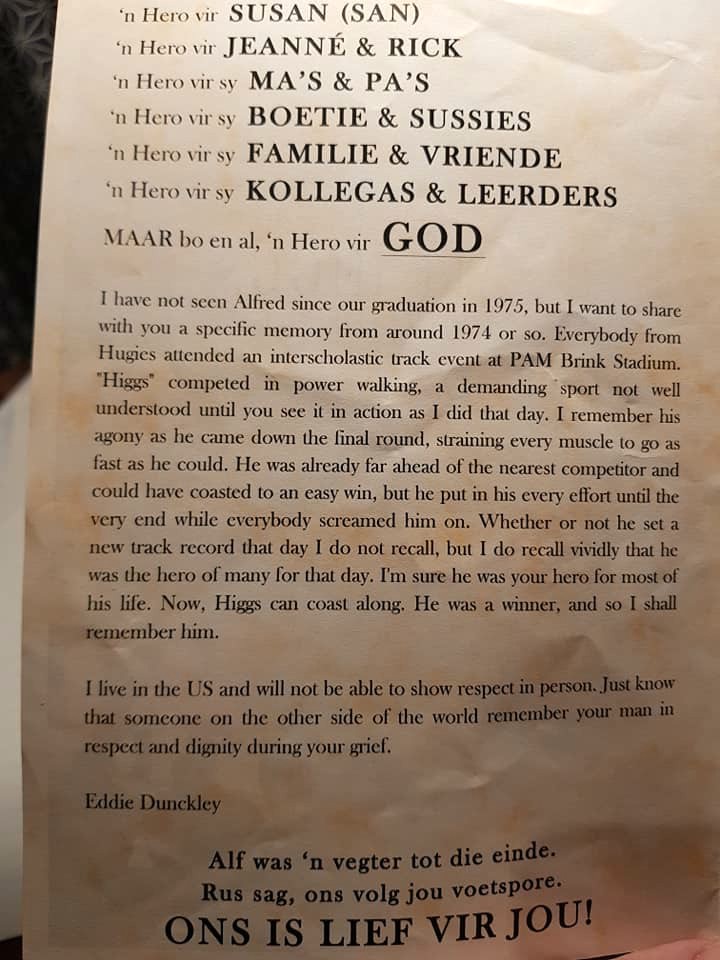 'n Hero vir SUSAN (SAN)
'n Hero vir JEANNÉ & RICK
'n Hero vir sy MA'S & PA'S
'n Hero vir sy BOETIE & SUSSIES
'n Hero vir sy FAMILIE & VRIENDE
'n Hero vir sy KOLLEGAS & LEERDERS
MAAR bo en al, 'n Hero vir GOD
I have not seen Alfred since our graduation in 1975, but I want to share
with you a specific memory from around 1974 or so. Everybody from
Hugies attended an interscholastic track event at PAM Brink Stadium.
"Higgs" competed in power walking, a demanding sport not well
understood until you see it in action as I did that day. I remember his
agony as he came down the final round, straining every muscle to go as
fast as he could. He was already far ahead of the nearest competitor and
could have coasted to an easy win, but he put in his every effort until the
very end while everybody screamed him on. Whether or not he set a
new track record that day I do not recall, but I do recall vividly that he
was the hero of many for that day. I'm sure he was your hero for most of
his life. Now, Higgs can coast along. He was a winner, and so I shall
remember him.
I live in the US and will not be able to show respect in person. Just know
that someone on the other side of the world remember your man in
respect and dignity during your grief.
Eddie Dunckley
Alf was 'n vegter tot die einde.
Rus sag, ons volg jou voetspore.
ONS IS LIEF VIR JOU!